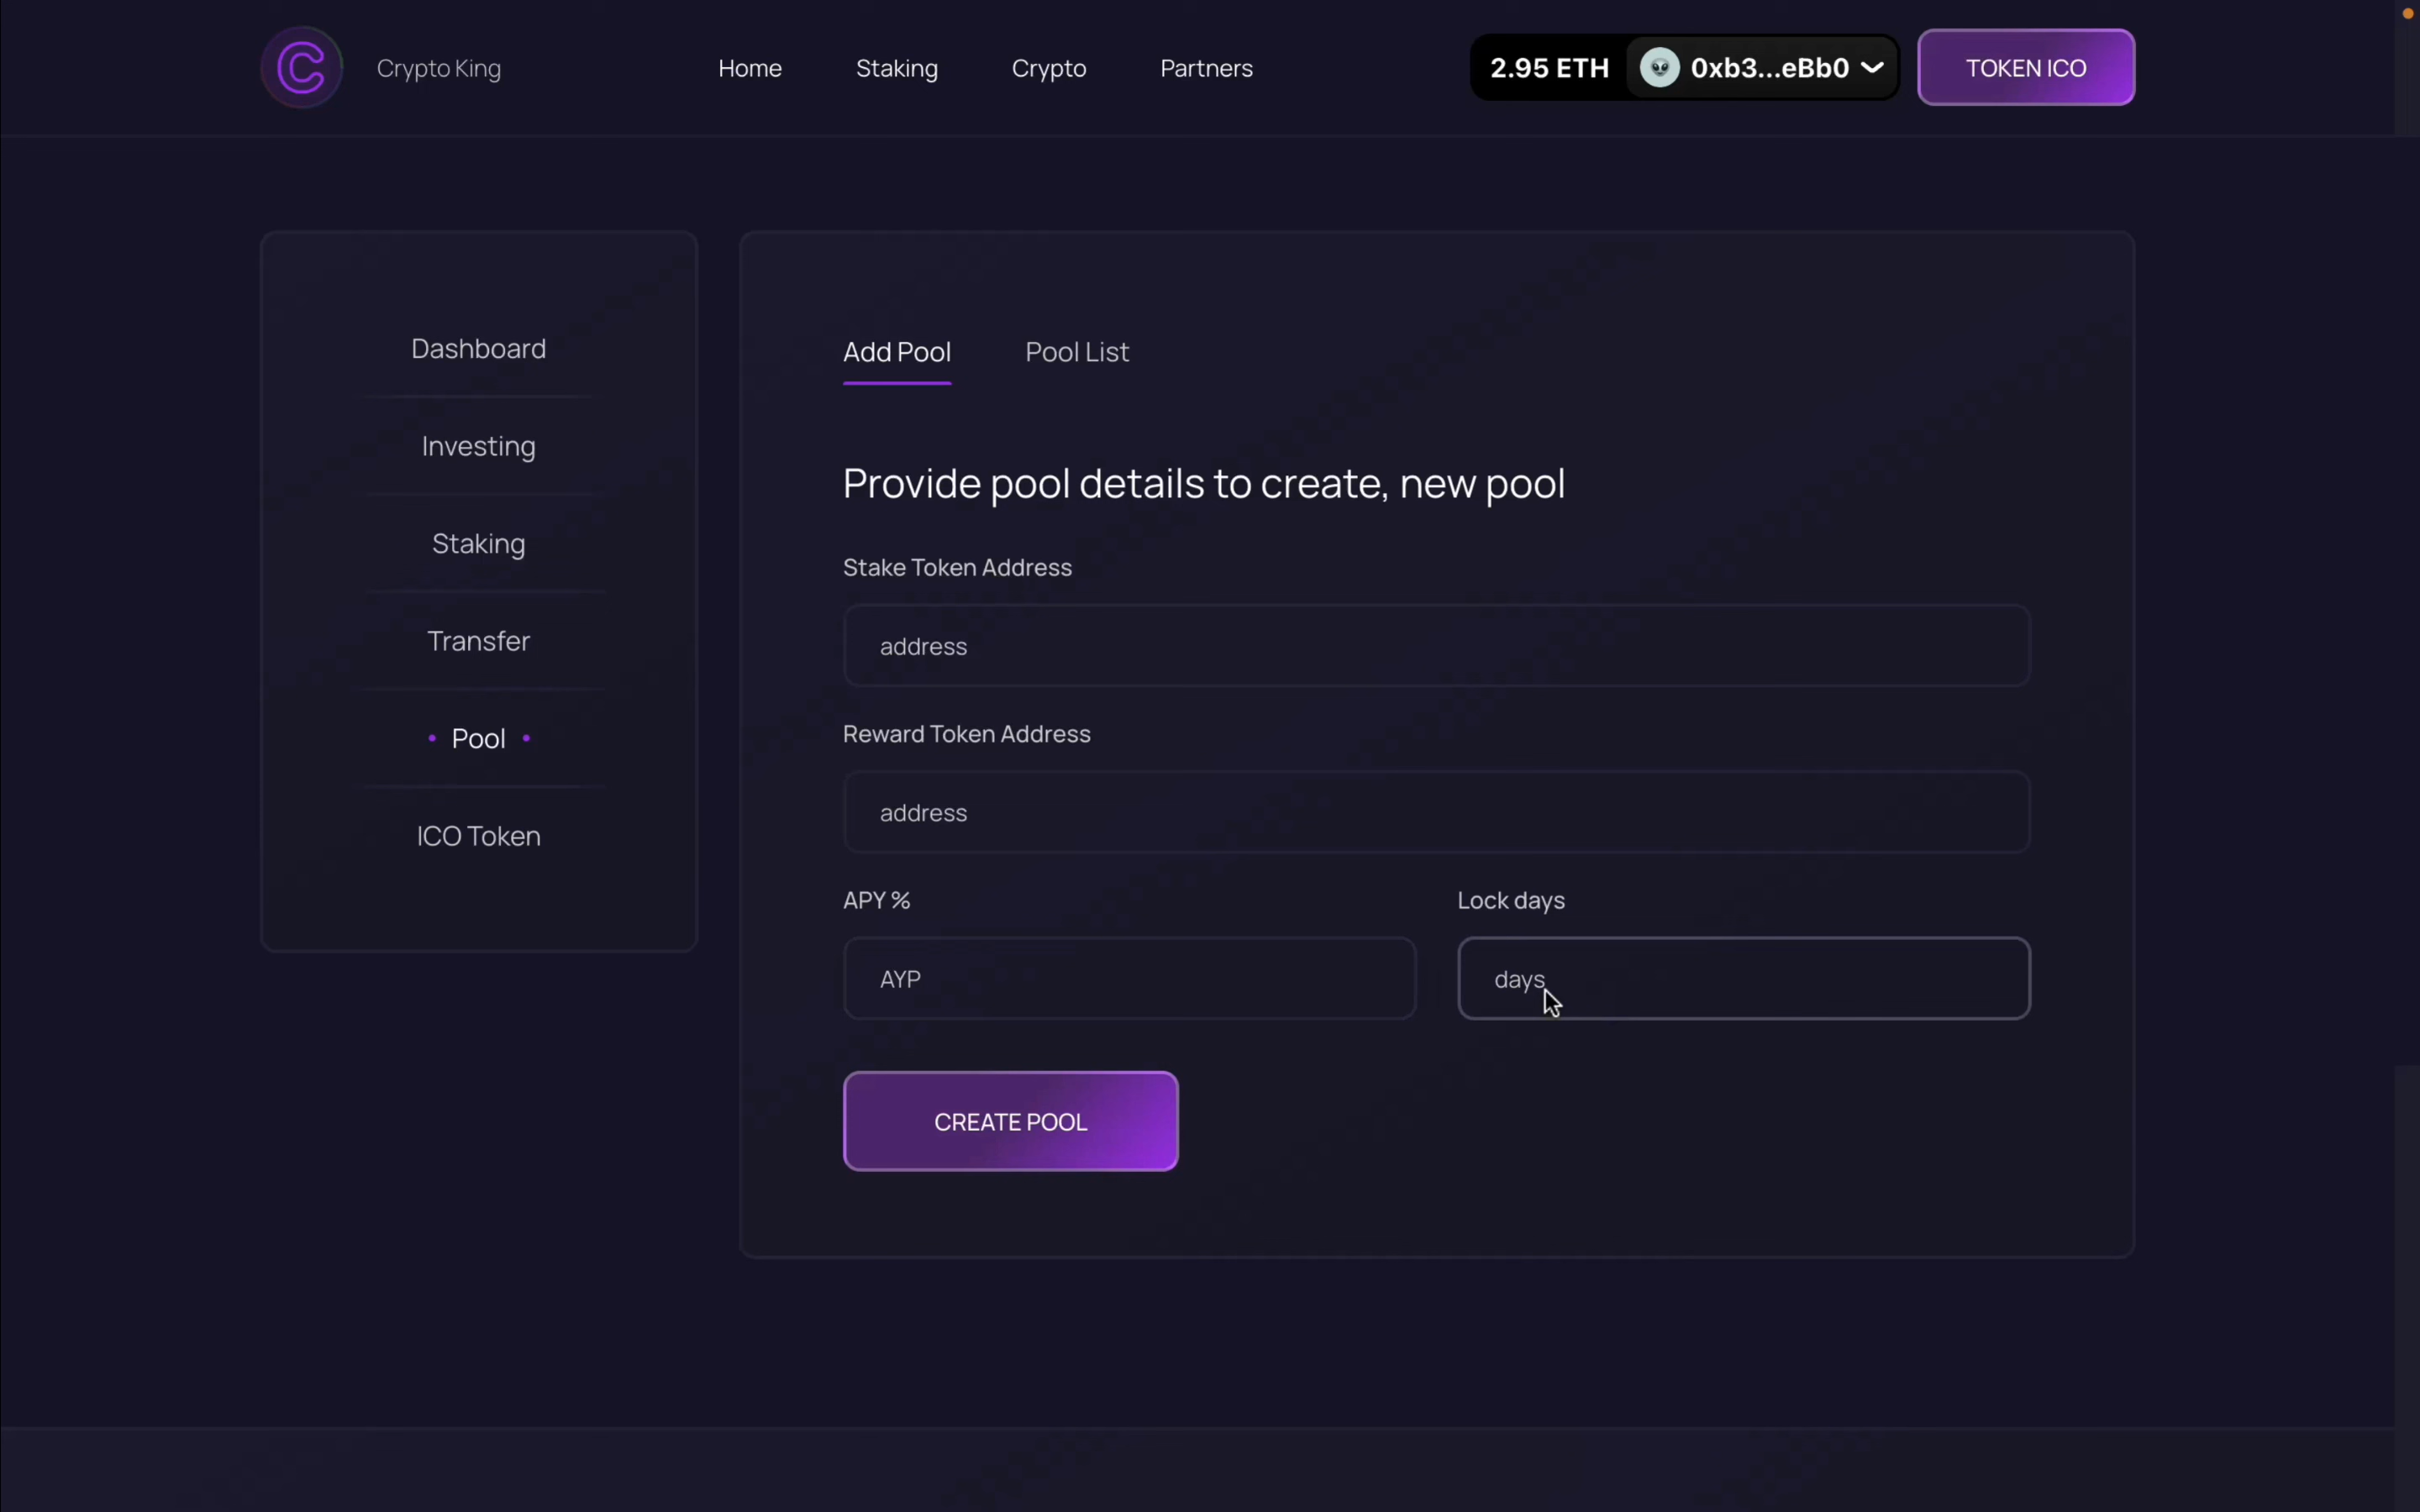 Crypto King
Home
Staking
Crypto
Partners
2.95 ETH
0xb3...eBb0
TOKEN ICO
Dashboard
Investing
Staking
Transfer
Pool
ICO Token
Add Pool
Pool List
Provide pool details to create, new pool
Stake Token Address
address
Reward Token Address
address
APY %
Lock days
AYP
days
CREATE POOL